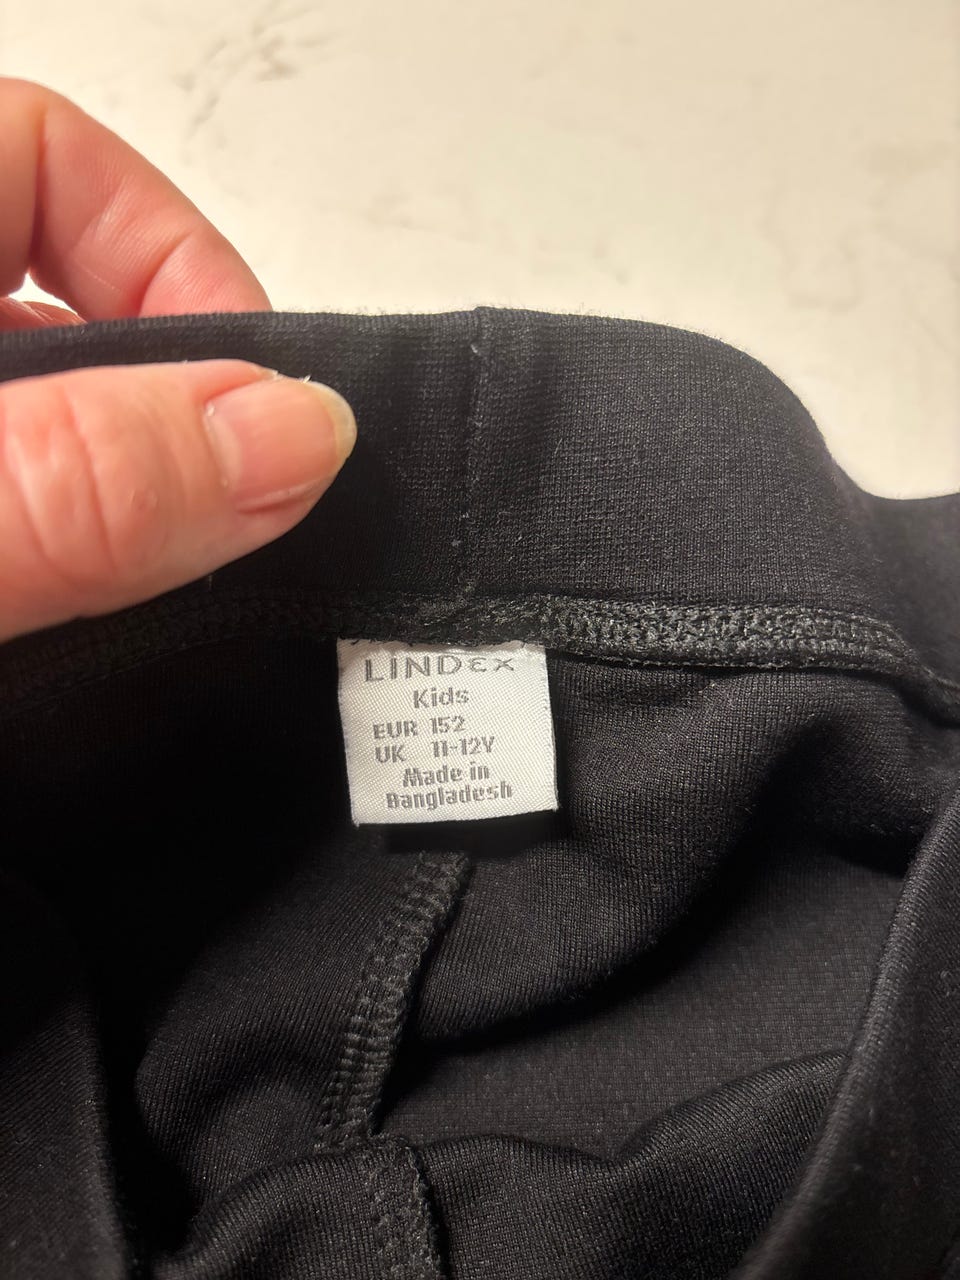 LINDEX
Kids
EUR 152
UK 11-12Y
Made in
Bangladesh